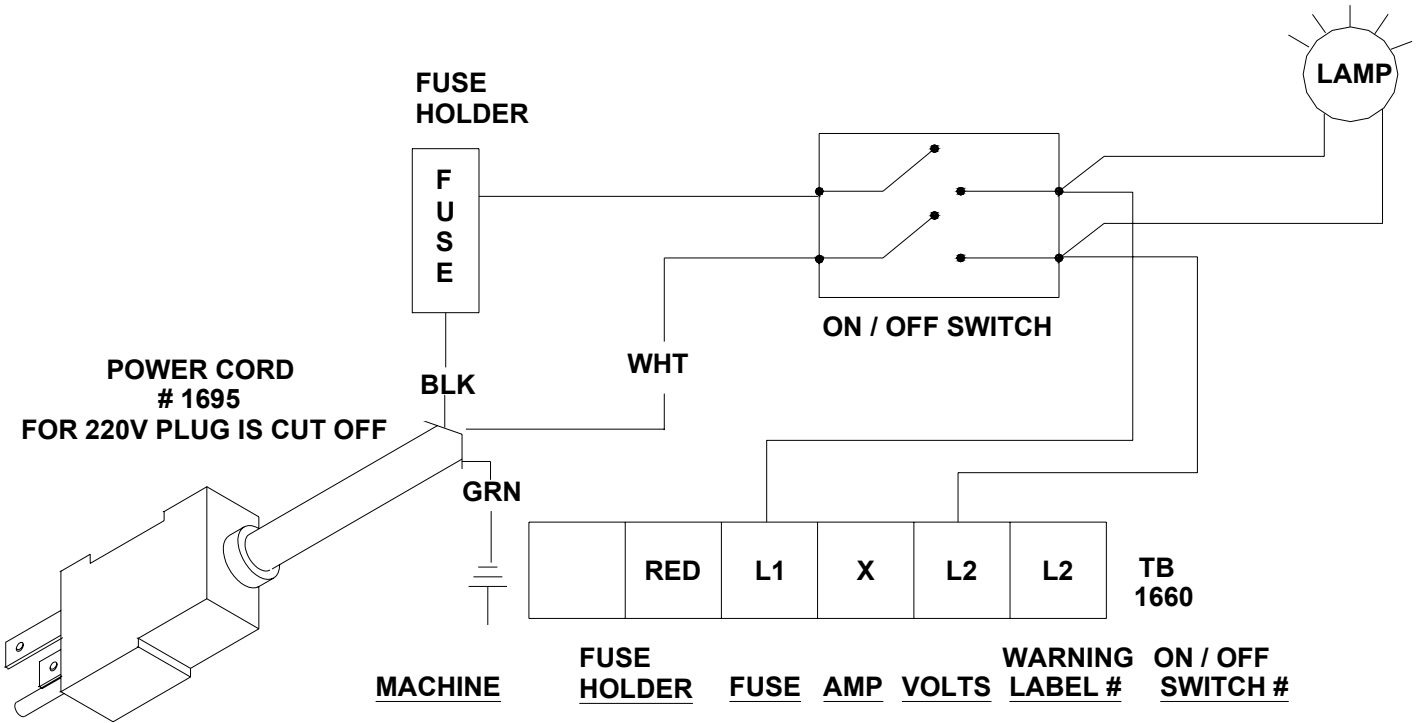 LAMP
FUSE
HOLDER
F
U
S
E
ON / OFF SWITCH
WHT
POWER CORD
# 1695
FOR 220V PLUG IS CUT OFF
BLK
GRN
RED L1 X L2 L2
TB
1660
MACHINE
FUSE
HOLDER
FUSE
AMP
VOLTS
WARNING
LABEL #
ON / OFF
SWITCH #